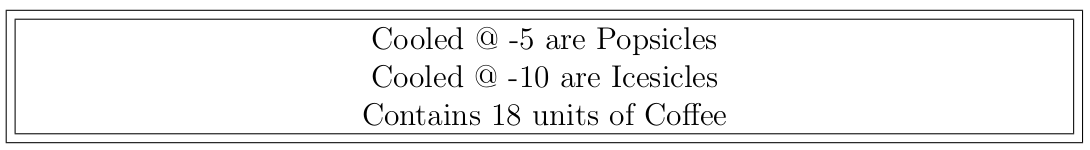 Cooled @ -5 are Popsicles
Cooled @ -10 are Icesicles
Contains 18 units of Coffee